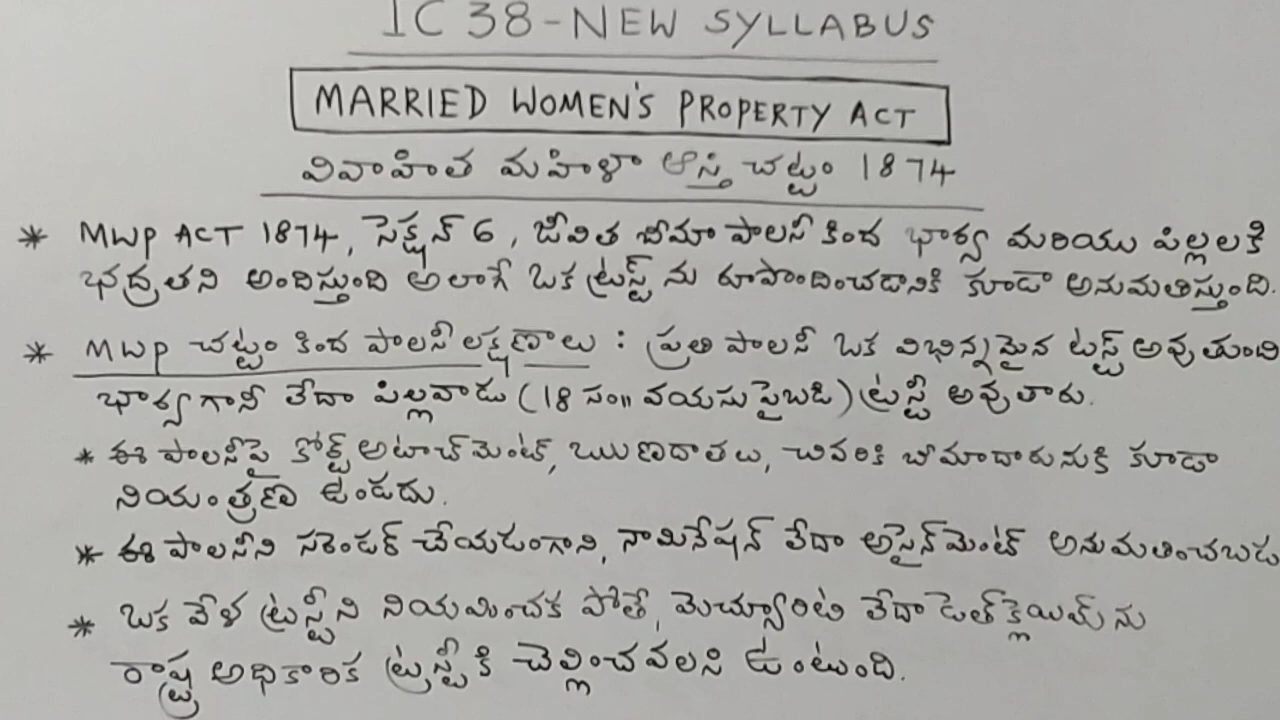 IC 38 - NEW SYLLABUS
MARRIED WOMEN'S PROPERTY ACT
వివాహిత మహిళా ఆస్తి చట్టం 1874
* MWP ACT 1874, సెక్షన్ 6, జీవిత బీమా పాలసీ కింద భార్య మరియు పిల్లలకి
భద్రతని అందిస్తుంది అలాగే ఒక ట్రస్ట్ ను రూపొందించడానికి కూడా అనుమతిస్తుంది.
* MWP చట్టం కింద పాలసీ లక్షణాలు : ప్రతి పాలసీ ఒక విభిన్నమైన టస్ట్ అవుతుంది
భార్యగానీ లేదా పిల్లవాడు (18 సం॥ వయసు పైబడి) ట్రస్టీ అవుతారు.
* ఈ పాలసీపై కోర్ట్ అటాచ్‌మెంట్, ఋణదాతలు, చివరికి బీమాదారునుకి కూడా
నియంత్రణా ఉండదు.
* ఈ పాలసీని సరెండర్ చేయడంగాని, నామినేషన్ లేదా అసైన్‌మెంట్ అనుమతించబడ
* ఒక వేళ ట్రస్టీని నియమించక పోతే, మెచ్యూరిటీ లేదా డెత్ క్లెయిమ్ ను
రాష్ట్ర అధికారిక ట్రస్టీకి చెల్లించవలసి ఉంటుంది.